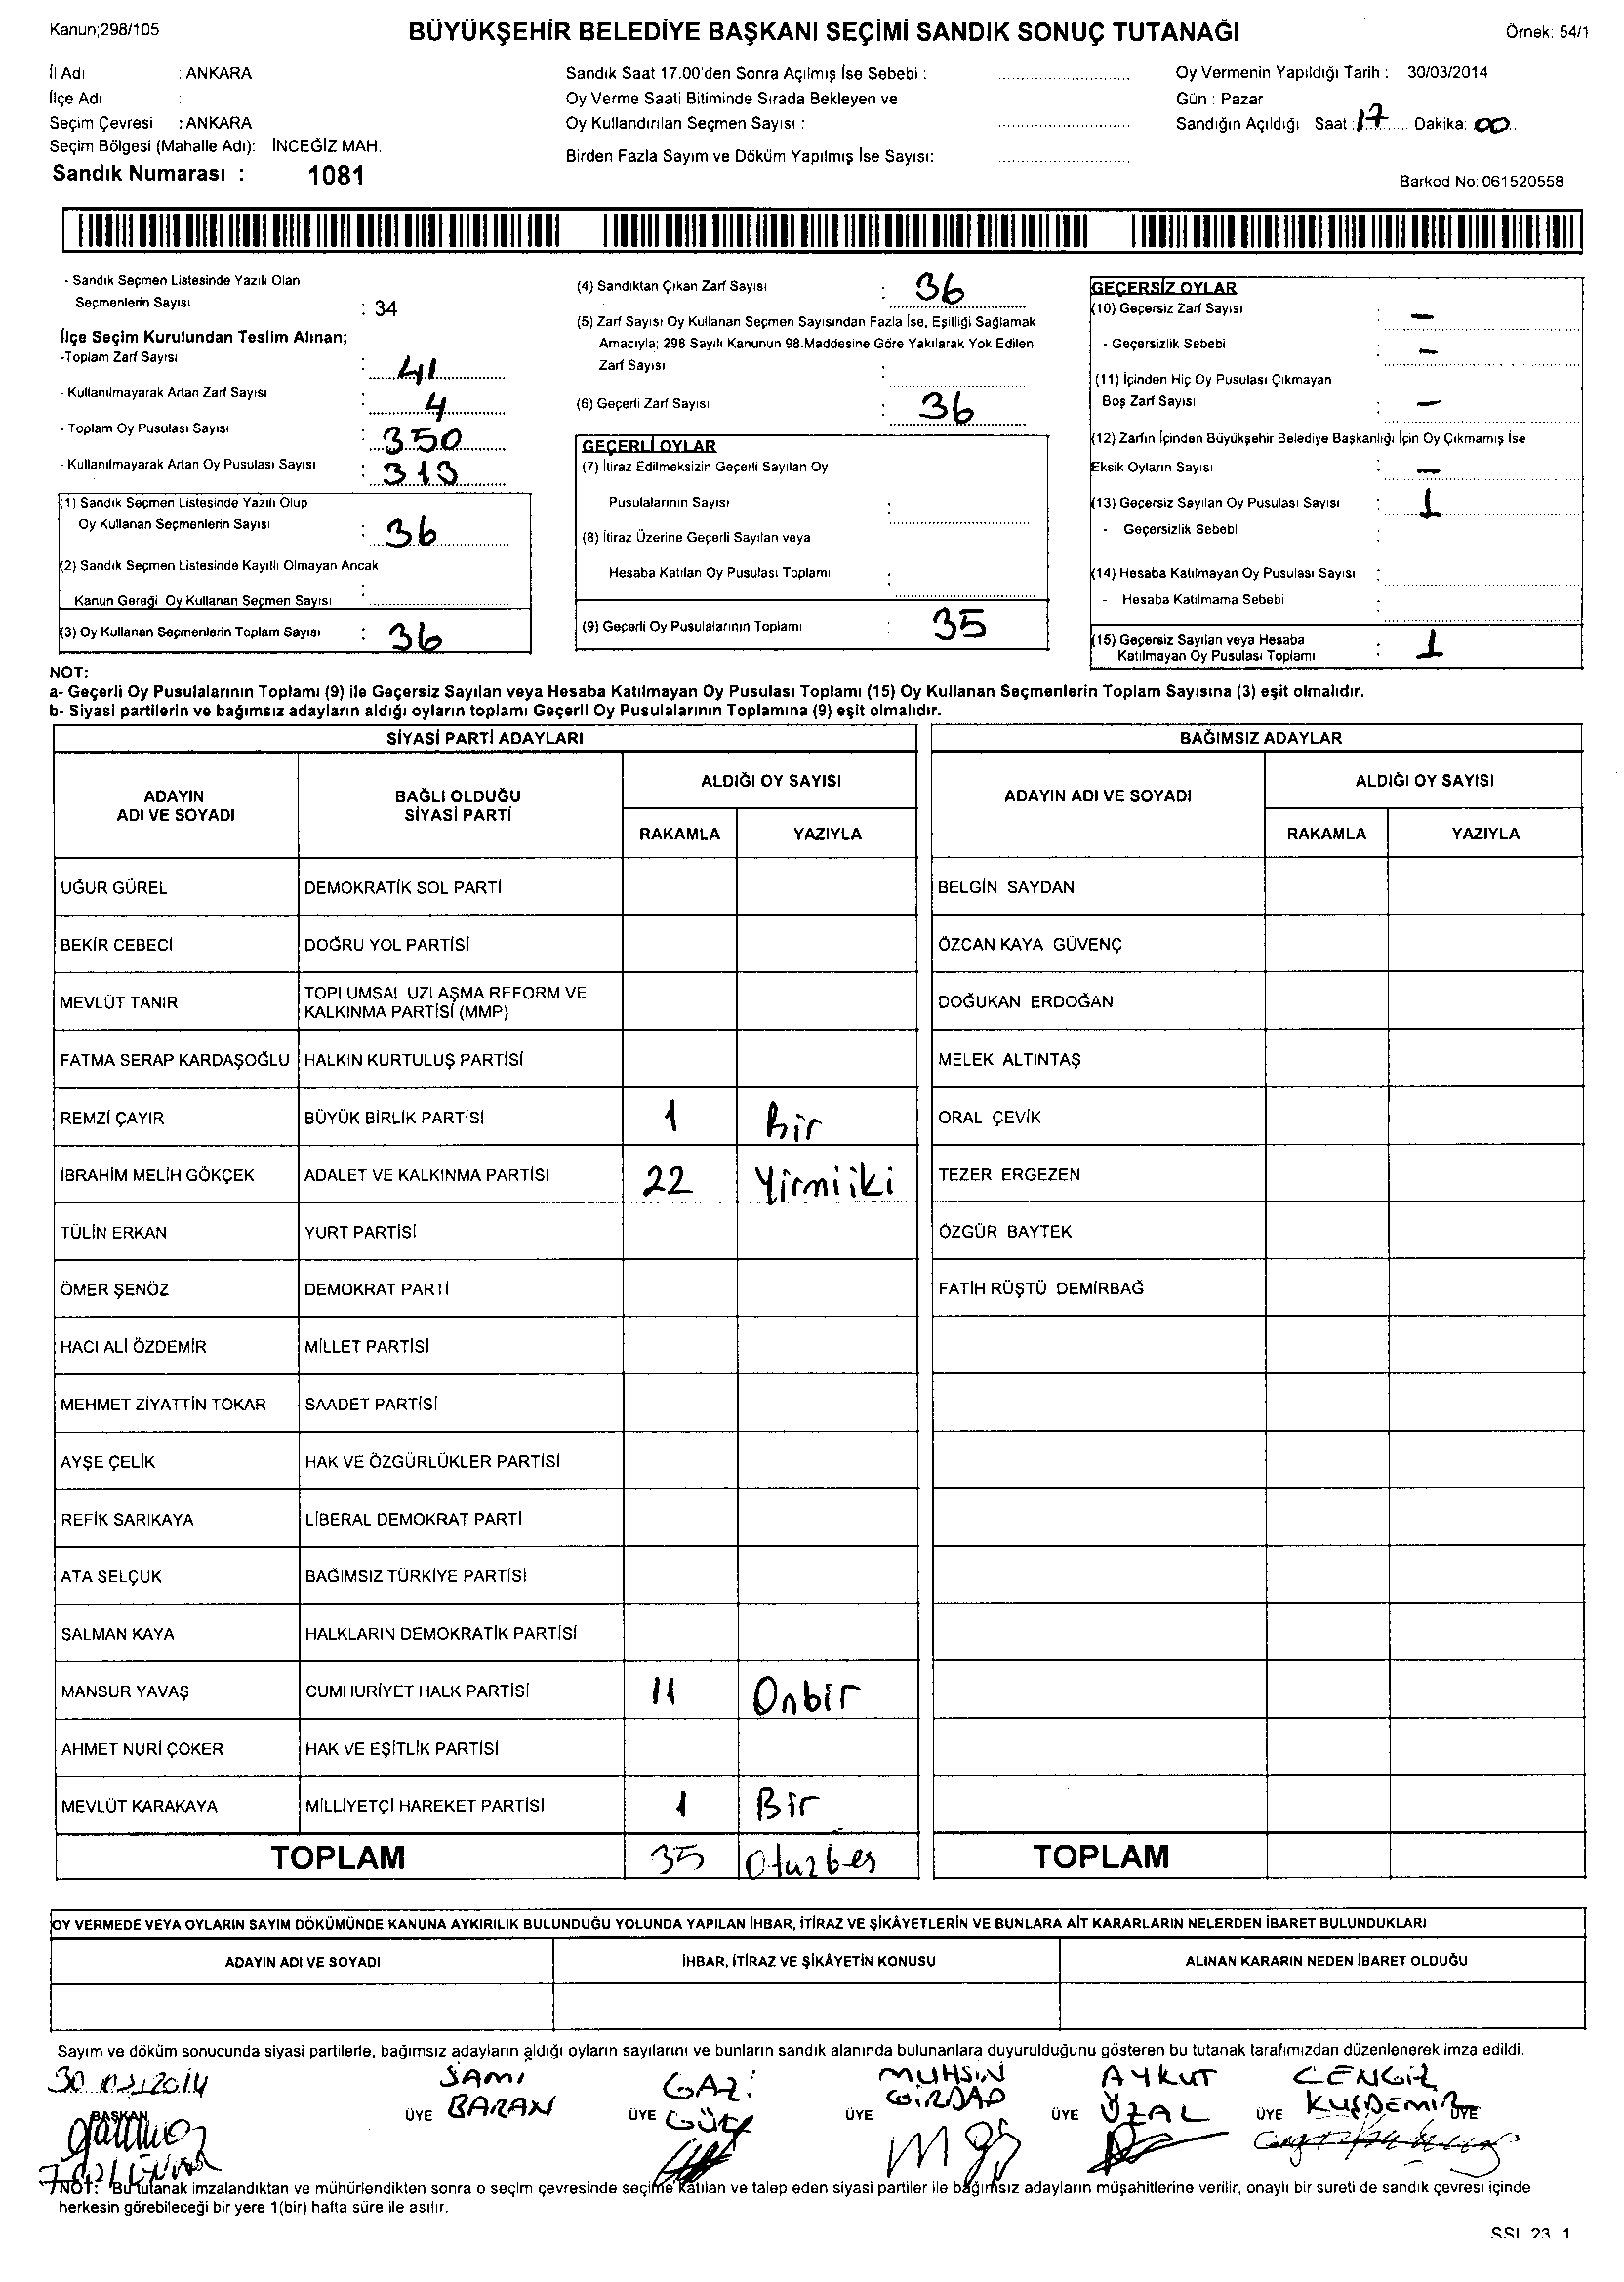 Kanun;298/105
BÜYÜKŞEHİR BELEDİYE BAŞKANI SEÇİMİ SANDIK SONUÇ TUTANAĞI
Örnek: 54/1
İl Adı : ANKARA
İlçe Adı :
Seçim Çevresi : ANKARA
Seçim Bölgesi (Mahalle Adı): İNCEĞİZ MAH.
Sandık Numarası : 1081
Sandık Saat 17.00'den Sonra Açılmış İse Sebebi :
Oy Verme Saati Bitiminde Sırada Bekleyen ve
Oy Kullandırılan Seçmen Sayısı :
Birden Fazla Sayım ve Döküm Yapılmış İse Sayısı:
Oy Vermenin Yapıldığı Tarih : 30/03/2014
Gün : Pazar
Sandığın Açıldığı Saat : 17 Dakika: 00
Barkod No: 061520558
- Sandık Seçmen Listesinde Yazılı Olan
Seçmenlerin Sayısı : 34
İlçe Seçim Kurulundan Teslim Alınan;
-Toplam Zarf Sayısı : 41
- Kullanılmayarak Artan Zarf Sayısı : 4
- Toplam Oy Pusulası Sayısı : 350
- Kullanılmayarak Artan Oy Pusulası Sayısı : 313
(1) Sandık Seçmen Listesinde Yazılı Olup
Oy Kullanan Seçmenlerin Sayısı : 36
(2) Sandık Seçmen Listesinde Kayıtlı Olmayan Ancak
Kanun Gereği Oy Kullanan Seçmen Sayısı :
(3) Oy Kullanan Seçmenlerin Toplam Sayısı : 36
(4) Sandıktan Çıkan Zarf Sayısı : 36
(5) Zarf Sayısı Oy Kullanan Seçmen Sayısından Fazla İse, Eşitliği Sağlamak
Amacıyla; 298 Sayılı Kanunun 98.Maddesine Göre Yakılarak Yok Edilen
Zarf Sayısı :
(6) Geçerli Zarf Sayısı : 36
GEÇERLİ OYLAR
(7) İtiraz Edilmeksizin Geçerli Sayılan Oy
Pusulalarının Sayısı :
(8) İtiraz Üzerine Geçerli Sayılan veya
Hesaba Katılan Oy Pusulası Toplamı :
(9) Geçerli Oy Pusulalarının Toplamı : 35
GEÇERSİZ OYLAR
(10) Geçersiz Zarf Sayısı : —
- Geçersizlik Sebebi : —
(11) İçinden Hiç Oy Pusulası Çıkmayan
Boş Zarf Sayısı : —
(12) Zarfın İçinden Büyükşehir Belediye Başkanlığı İçin Oy Çıkmamış İse
Eksik Oyların Sayısı : —
(13) Geçersiz Sayılan Oy Pusulası Sayısı : 1
- Geçersizlik Sebebi
(14) Hesaba Katılmayan Oy Pusulası Sayısı :
- Hesaba Katılmama Sebebi :
(15) Geçersiz Sayılan veya Hesaba
Katılmayan Oy Pusulası Toplamı : 1
NOT:
a- Geçerli Oy Pusulalarının Toplamı (9) ile Geçersiz Sayılan veya Hesaba Katılmayan Oy Pusulası Toplamı (15) Oy Kullanan Seçmenlerin Toplam Sayısına (3) eşit olmalıdır.
b- Siyasi partilerin ve bağımsız adayların aldığı oyların toplamı Geçerli Oy Pusulalarının Toplamına (9) eşit olmalıdır.
SİYASİ PARTİ ADAYLARI
ADAYIN ADI VE SOYADI
BAĞLI OLDUĞU SİYASİ PARTİ
ALDIĞI OY SAYISI
RAKAMLA YAZIYLA
UĞUR GÜREL DEMOKRATİK SOL PARTİ
BEKİR CEBECİ DOĞRU YOL PARTİSİ
MEVLÜT TANIR TOPLUMSAL UZLAŞMA REFORM VE
KALKINMA PARTİSİ (MMP)
FATMA SERAP KARDAŞOĞLU HALKIN KURTULUŞ PARTİSİ
REMZİ ÇAYIR BÜYÜK BİRLİK PARTİSİ 1 bir
İBRAHİM MELİH GÖKÇEK ADALET VE KALKINMA PARTİSİ 22 Yirmiiki
TÜLİN ERKAN YURT PARTİSİ
ÖMER ŞENÖZ DEMOKRAT PARTİ
HACI ALİ ÖZDEMİR MİLLET PARTİSİ
MEHMET ZİYATTİN TOKAR SAADET PARTİSİ
AYŞE ÇELİK HAK VE ÖZGÜRLÜKLER PARTİSİ
REFİK SARIKAYA LİBERAL DEMOKRAT PARTİ
ATA SELÇUK BAĞIMSIZ TÜRKİYE PARTİSİ
SALMAN KAYA HALKLARIN DEMOKRATİK PARTİSİ
MANSUR YAVAŞ CUMHURİYET HALK PARTİSİ 11 Onbir
AHMET NURİ ÇOKER HAK VE EŞİTLİK PARTİSİ
MEVLÜT KARAKAYA MİLLİYETÇİ HAREKET PARTİSİ 1 Bir
TOPLAM 35 Otuzbeş
BAĞIMSIZ ADAYLAR
ADAYIN ADI VE SOYADI
ALDIĞI OY SAYISI
RAKAMLA YAZIYLA
BELGİN SAYDAN
ÖZCAN KAYA GÜVENÇ
DOĞUKAN ERDOĞAN
MELEK ALTINTAŞ
ORAL ÇEVİK
TEZER ERGEZEN
ÖZGÜR BAYTEK
FATİH RÜŞTÜ DEMİRBAĞ
TOPLAM
OY VERMEDE VEYA OYLARIN SAYIM DÖKÜMÜNDE KANUNA AYKIRILIK BULUNDUĞU YOLUNDA YAPILAN İHBAR, İTİRAZ VE ŞİKÂYETLERİN VE BUNLARA AİT KARARLARIN NELERDEN İBARET BULUNDUKLARI
ADAYIN ADI VE SOYADI İHBAR, İTİRAZ VE ŞİKÂYETİN KONUSU ALINAN KARARIN NEDEN İBARET OLDUĞU
Sayım ve döküm sonucunda siyasi partilerle, bağımsız adayların aldığı oyların sayılarını ve bunların sandık alanında bulunanlara duyurulduğunu gösteren bu tutanak tarafımızdan düzenlenerek imza edildi.
30.03.2014
BAŞKAN
ÜYE SAMİ BARAN
ÜYE GAZİ
ÜYE MUHSİN GİRDAP
ÜYE AYKUT ÜZAL
ÜYE CENGİZ KUŞDEMİR
ÜYE
NOT: Bu tutanak imzalandıktan ve mühürlendikten sonra o seçim çevresinde seçime katılan ve talep eden siyasi partiler ile bağımsız adayların müşahitlerine verilir, onaylı bir sureti de sandık çevresi içinde
herkesin görebileceği bir yere 1(bir) hafta süre ile asılır.
SSI 23 1